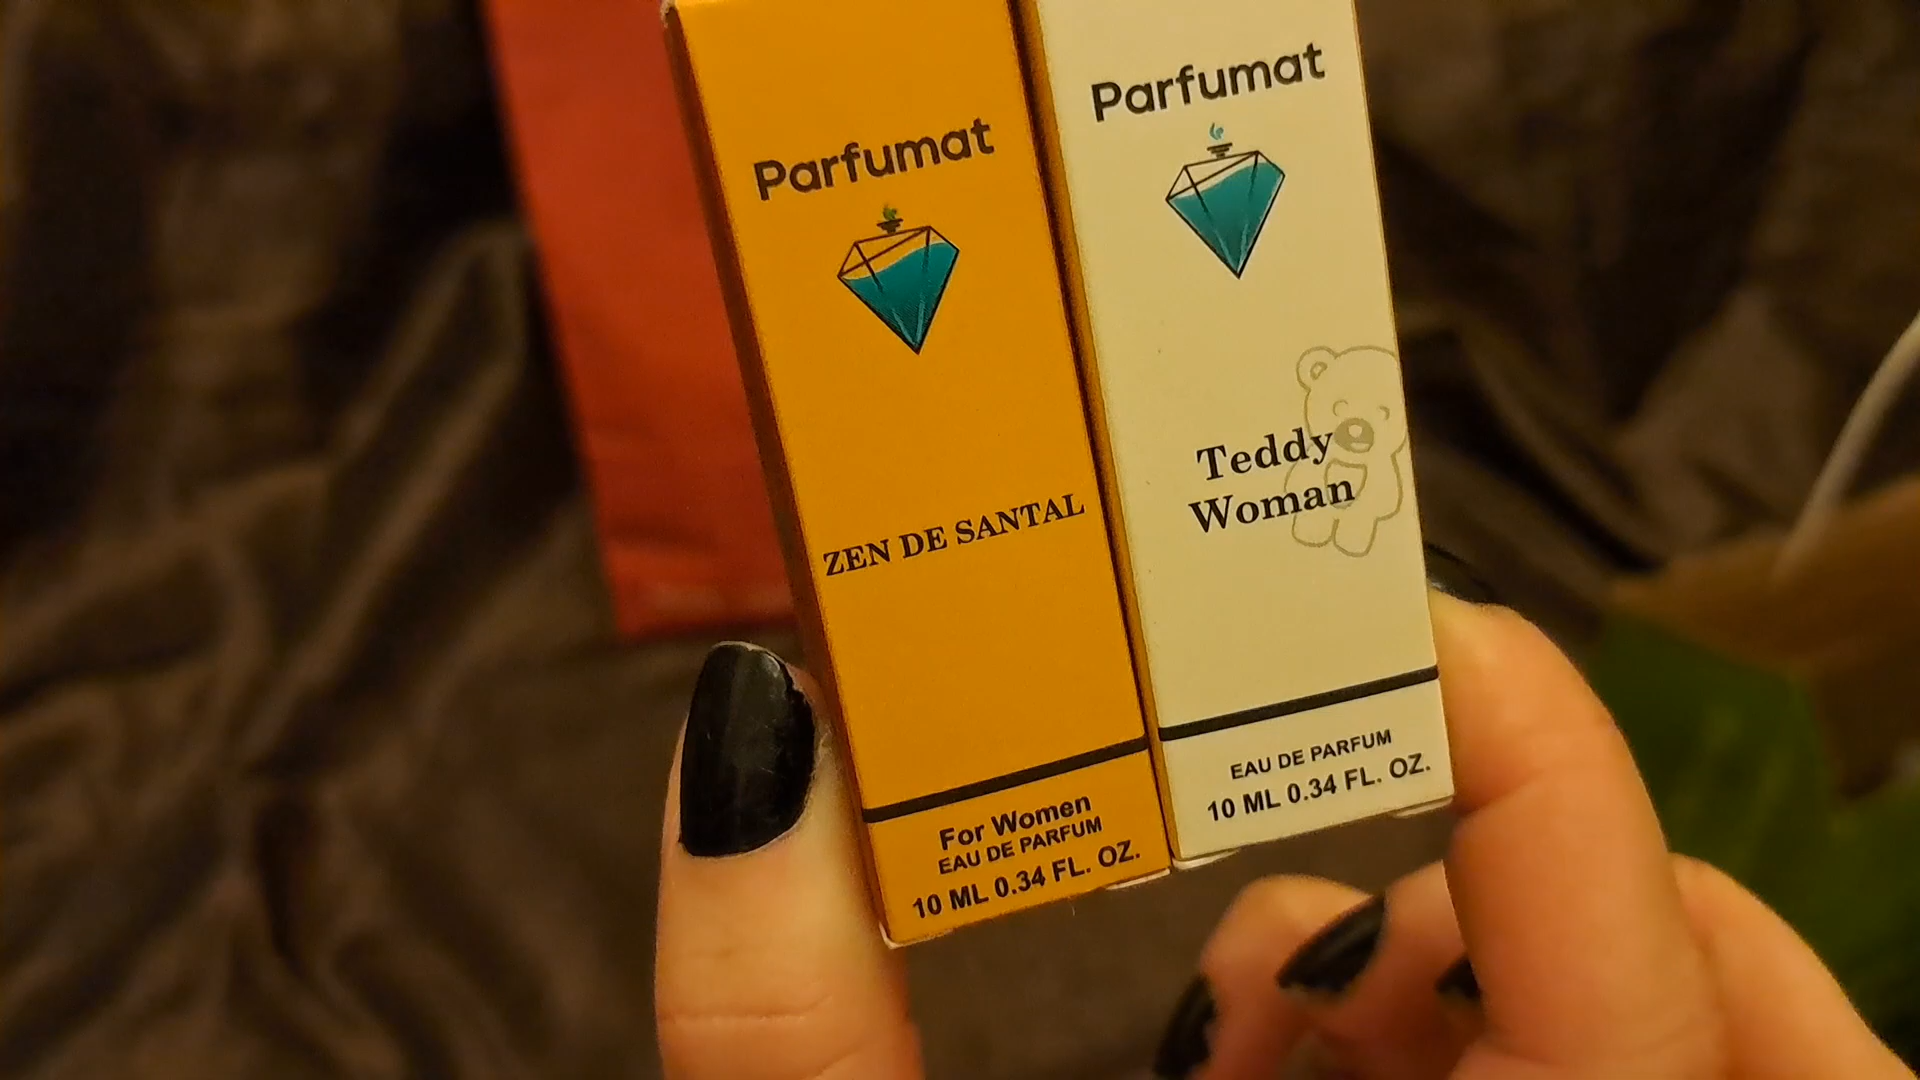 Parfumat
ZEN DE SANTAL
For Women
EAU DE PARFUM
10 ML 0.34 FL. OZ.
Parfumat
Teddy
Woman
EAU DE PARFUM
10 ML 0.34 FL. OZ.